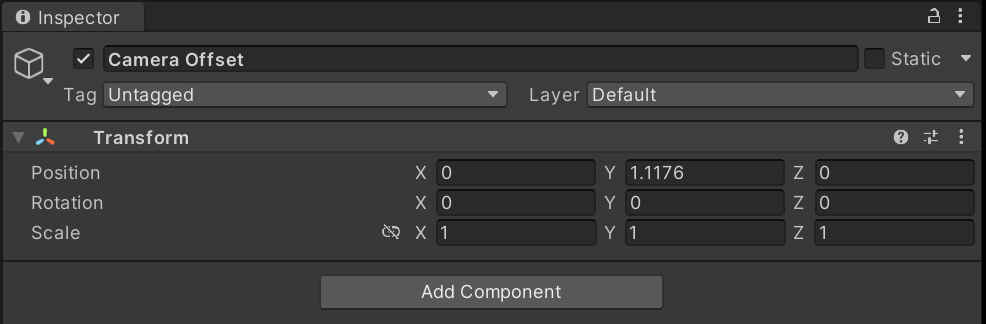 Inspector
Camera Offset Static
Tag Untagged Layer Default
Transform
Position X 0 Y 1.1176 Z 0
Rotation X 0 Y 0 Z 0
Scale X 1 Y 1 Z 1
Add Component